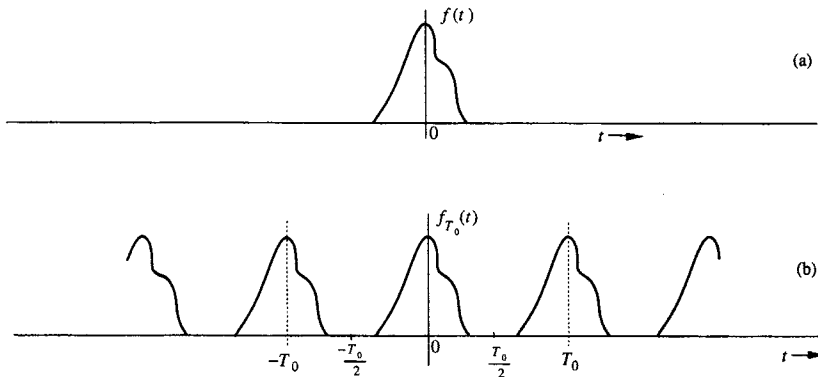 f(t)
(a)
0
t →
f_{T_0}(t)
(b)
-T_0
-T_0/2
0
T_0/2
T_0
t →